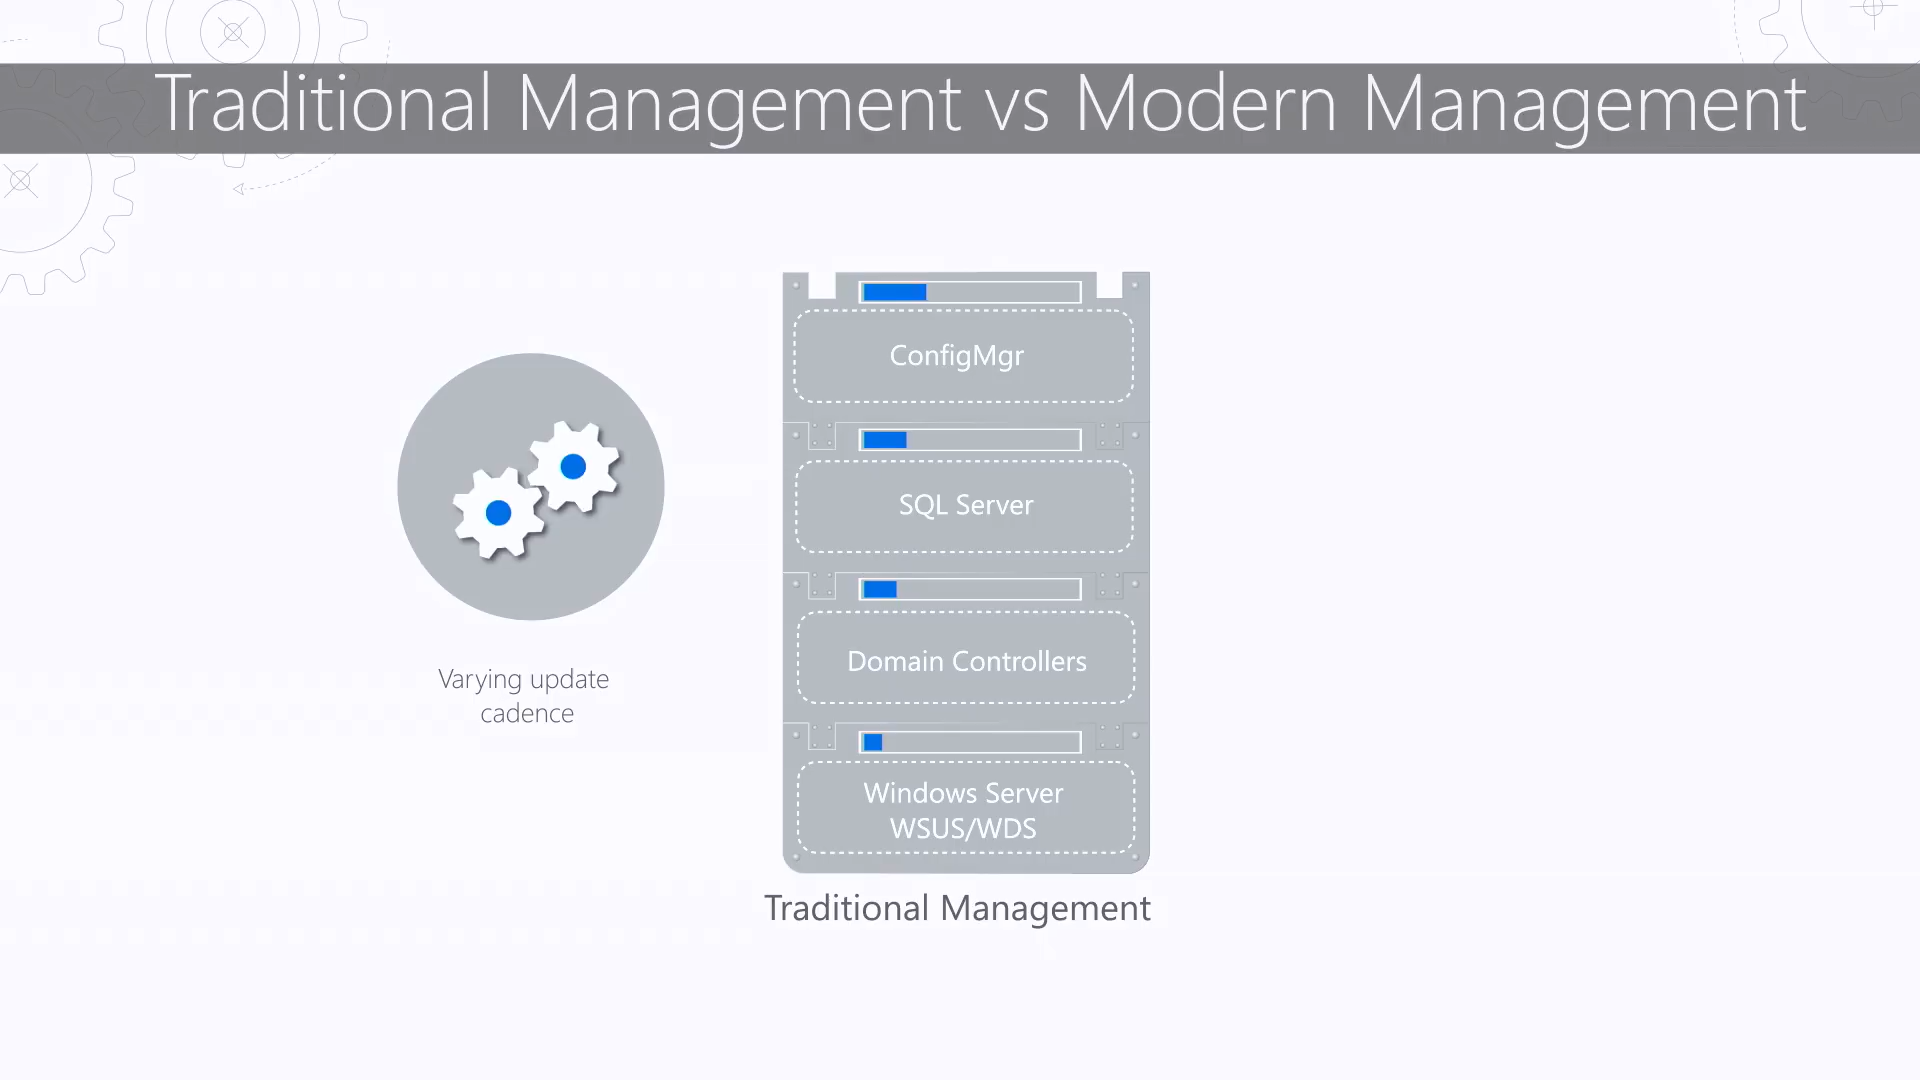 Traditional Management vs Modern Management
ConfigMgr
SQL Server
Domain Controllers
Windows Server
WSUS/WDS
Varying update
cadence
Traditional Management